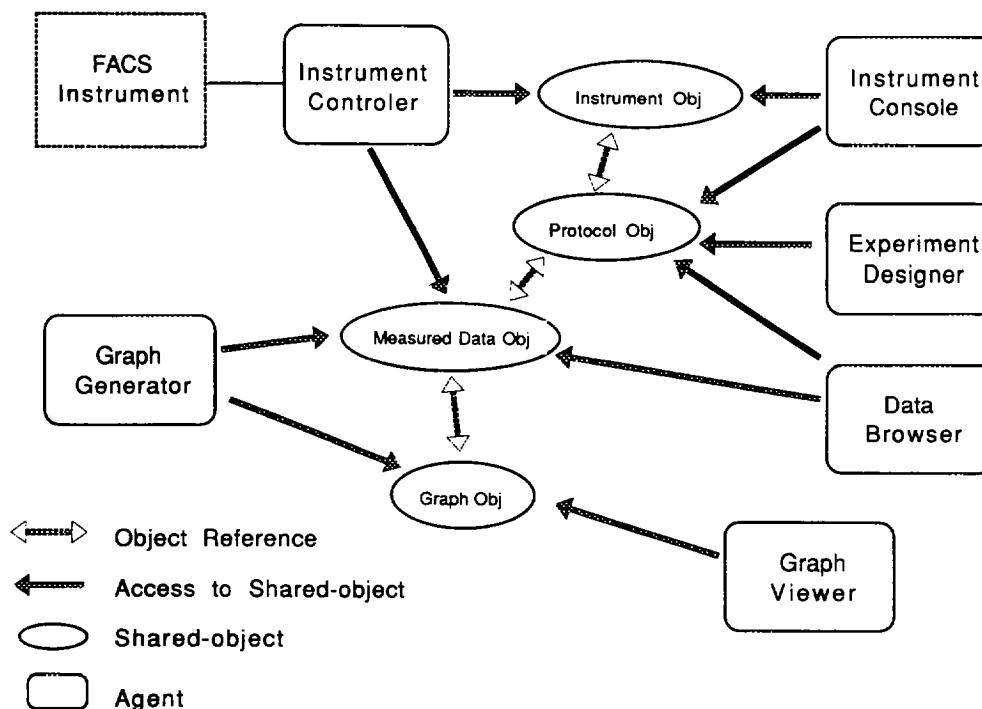 FACS
Instrument
Instrument
Controler
Instrument Obj
Instrument
Console
Protocol Obj
Experiment
Designer
Measured Data Obj
Graph
Generator
Data
Browser
Graph Obj
Graph
Viewer
Object Reference
Access to Shared-object
Shared-object
Agent